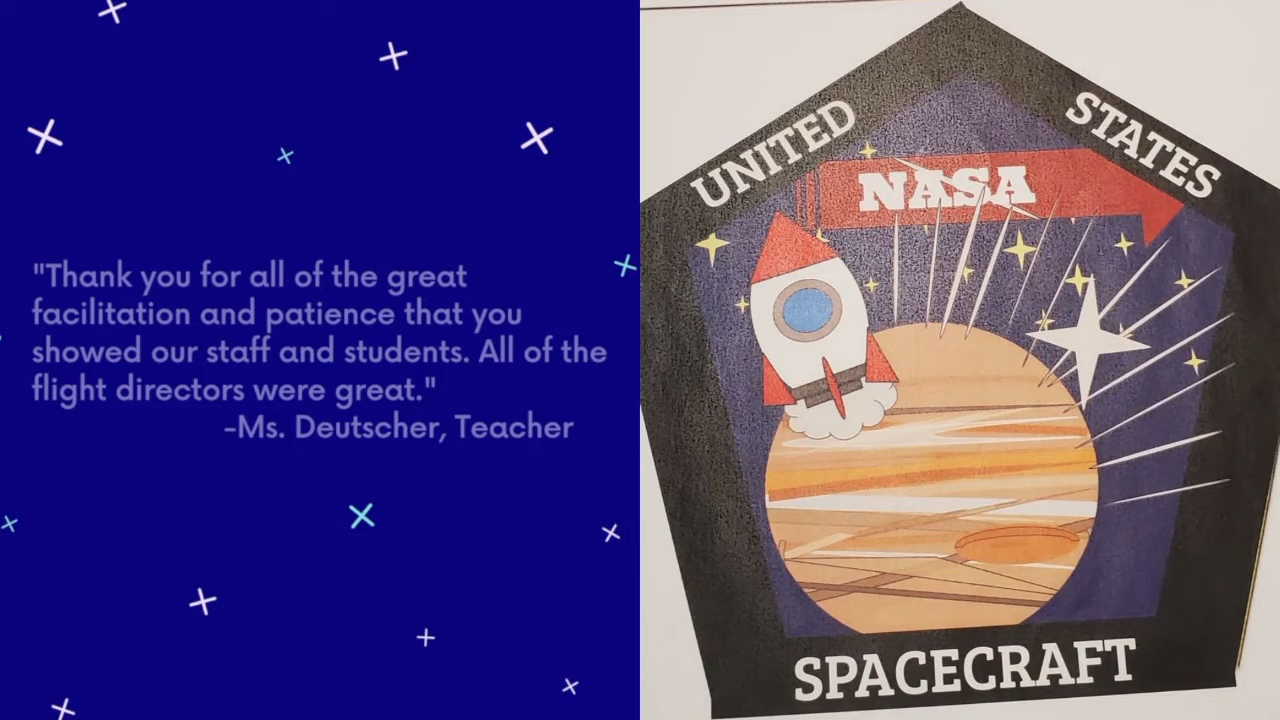 "Thank you for all of the great
facilitation and patience that you
showed our staff and students. All of the
flight directors were great."
-Ms. Deutscher, Teacher
UNITED
STATES
NASA
SPACECRAFT